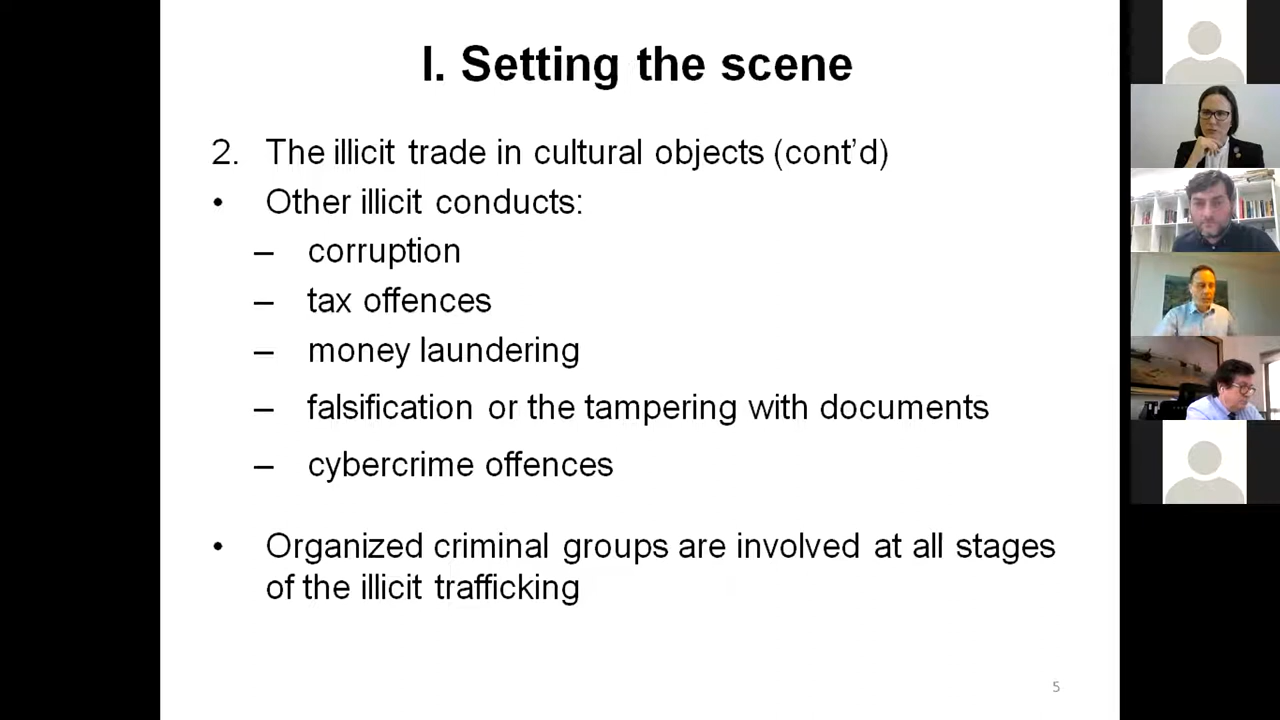 I. Setting the scene
2. The illicit trade in cultural objects (cont’d)
• Other illicit conducts:
– corruption
– tax offences
– money laundering
– falsification or the tampering with documents
– cybercrime offences
• Organized criminal groups are involved at all stages
of the illicit trafficking
5